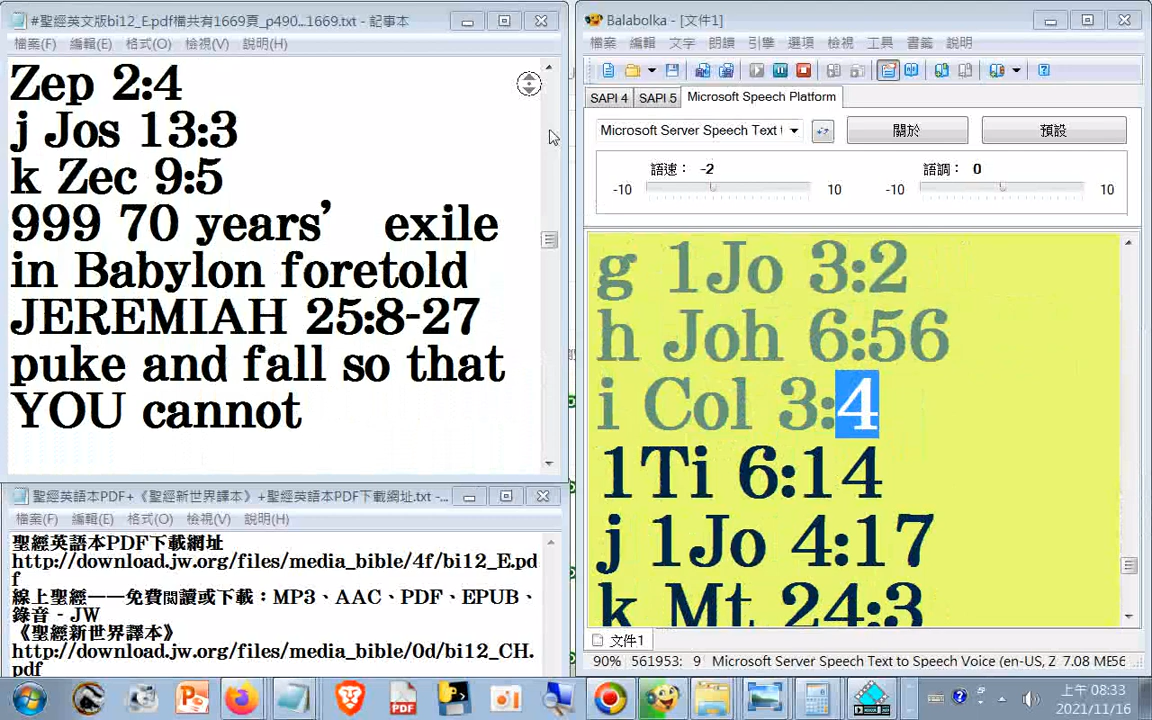 #聖經英文版bi12_E.pdf檔共有1669頁_p490...1669.txt - 記事本
檔案(F) 編輯(E) 格式(O) 檢視(V) 說明(H)
Zep 2:4
j Jos 13:3
k Zec 9:5
999 70 years’ exile
in Babylon foretold
JEREMIAH 25:8-27
puke and fall so that
YOU cannot
聖經英語本PDF+《聖經新世界譯本》+聖經英語本PDF下載網址.txt -...
檔案(F) 編輯(E) 格式(O) 檢視(V) 說明(H)
聖經英語本PDF下載網址
http://download.jw.org/files/media_bible/4f/bi12_E.pd
f
線上聖經——免費閱讀或下載：MP3、AAC、PDF、EPUB、
錄音 - JW
《聖經新世界譯本》
http://download.jw.org/files/media_bible/0d/bi12_CH.
pdf
Balabolka - [文件1]
檔案 編輯 文字 朗讀 引擎 選項 檢視 工具 書籤 說明
SAPI 4 SAPI 5 Microsoft Speech Platform
Microsoft Server Speech Text 關於 預設
語速： -2 語調： 0
-10 10 -10 10
g 1Jo 3:2
h Joh 6:56
i Col 3:4
1Ti 6:14
j 1Jo 4:17
k Mt 24:3
文件1
90% 561953: 9 Microsoft Server Speech Text to Speech Voice (en-US, Z 7.08 ME56
PDF
上午 08:33
2021/11/16